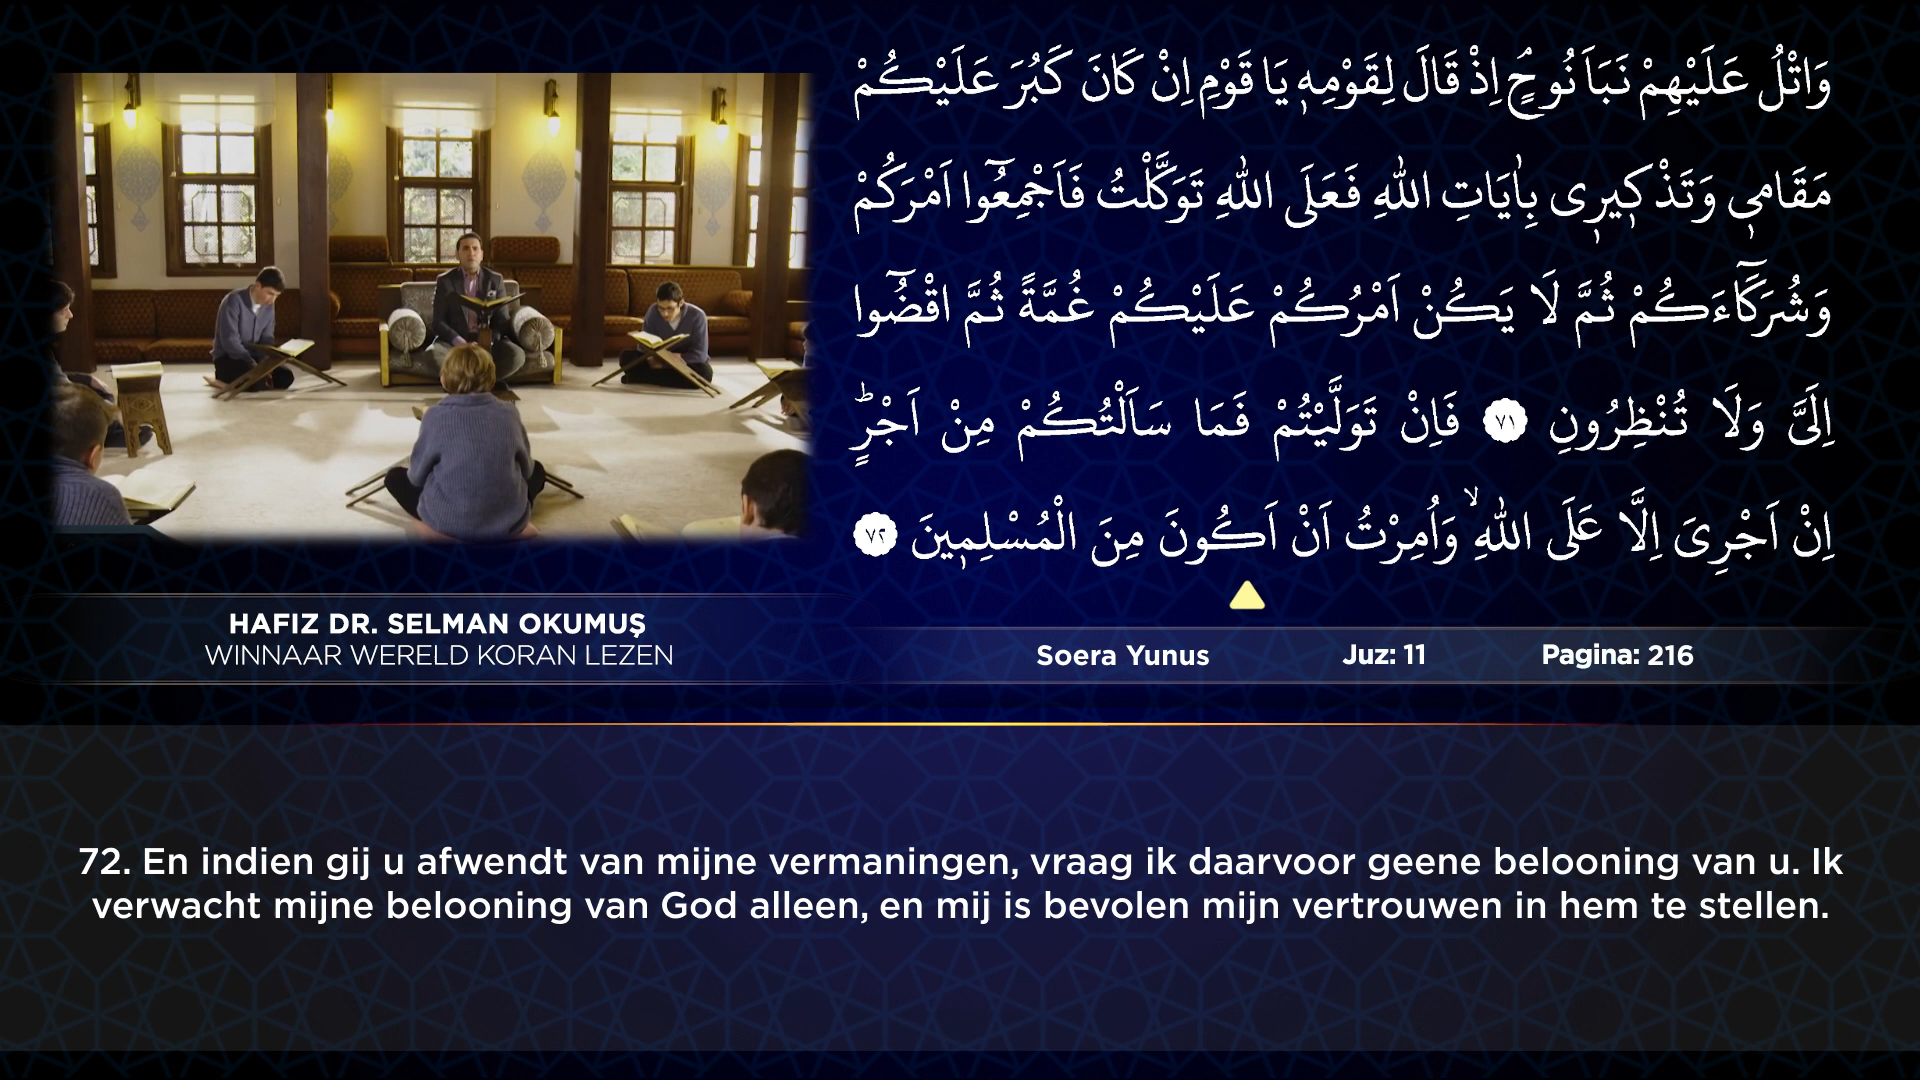 وَاتْلُ عَلَيْهِمْ نَبَاَ نُوحٍۢ اِذْ قَالَ لِقَوْمِه۪ يَا قَوْمِ اِنْ كَانَ كَبُرَ عَلَيْكُمْ
مَقَام۪ي وَتَذْك۪ير۪ى بِاٰيَاتِ اللّٰهِ فَعَلَى اللّٰهِ تَوَكَّلْتُ فَاَجْمِعُٓوا اَمْرَكُمْ
وَشُرَكَٓاءَكُمْ ثُمَّ لَا يَكُنْ اَمْرُكُمْ عَلَيْكُمْ غُمَّةً ثُمَّ اقْضُٓوا
اِلَىَّ وَلَا تُنْظِرُونِ ٧١ فَاِنْ تَوَلَّيْتُمْ فَمَا سَاَلْتُكُمْ مِنْ اَجْرٍۜ
اِنْ اَجْرِىَ اِلَّا عَلَى اللّٰهِۙ وَاُمِرْتُ اَنْ اَكُونَ مِنَ الْمُسْلِم۪ينَ ٧٢
HAFIZ DR. SELMAN OKUMUŞ
WINNAAR WERELD KORAN LEZEN
Soera Yunus Juz: 11 Pagina: 216
72. En indien gij u afwendt van mijne vermaningen, vraag ik daarvoor geene belooning van u. Ik
verwacht mijne belooning van God alleen, en mij is bevolen mijn vertrouwen in hem te stellen.